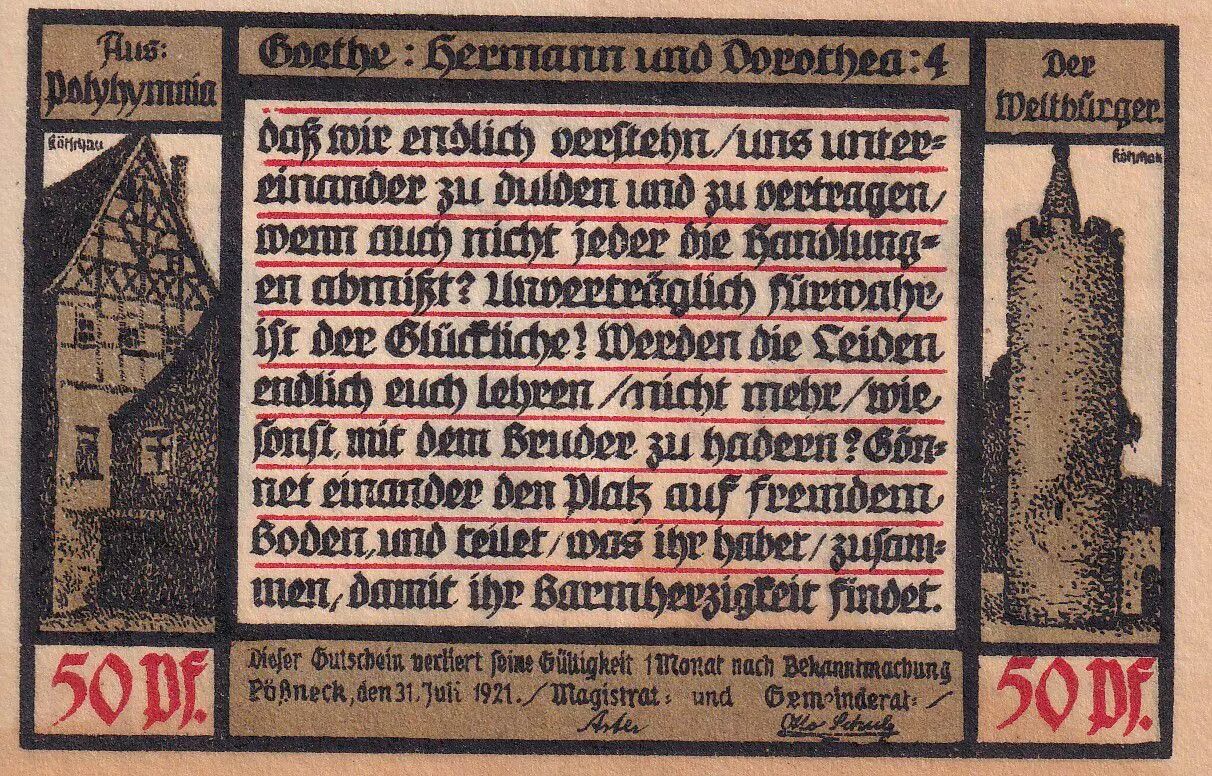 Aus:
Polyhymnia
Goethe: Hermann und Dorothea: 4
Der
Weltbürger.
daß wir endlich verstehn/uns unter=
einander zu dulden und zu vertragen/
wenn auch nicht jeder die Handlung=
en abmißt? Unverträglich fürwahr
ist der Glückliche! Werden die Leiden
endlich euch lehren/nicht mehr/wie
sonst mit dem Bruder zu hadern? Gön=
net einander den Platz auf fremdem
Boden, und teilet/was ihr habet/zusam=
men, damit ihr Barmherzigkeit findet.
50 Pf.
Dieser Gutschein verliert seine Gültigkeit 1 Monat nach Bekanntmachung
Pößneck, den 31. Juli 1921./ Magistrat= und Gemeinderat=/
50 Pf.